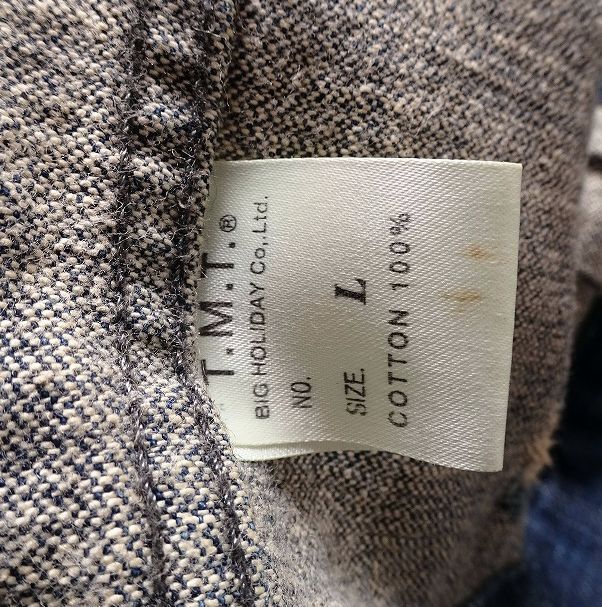 T.M.T.®
BIG HOLIDAY Co,.Ltd.
NO.
SIZE. L
COTTON 100%